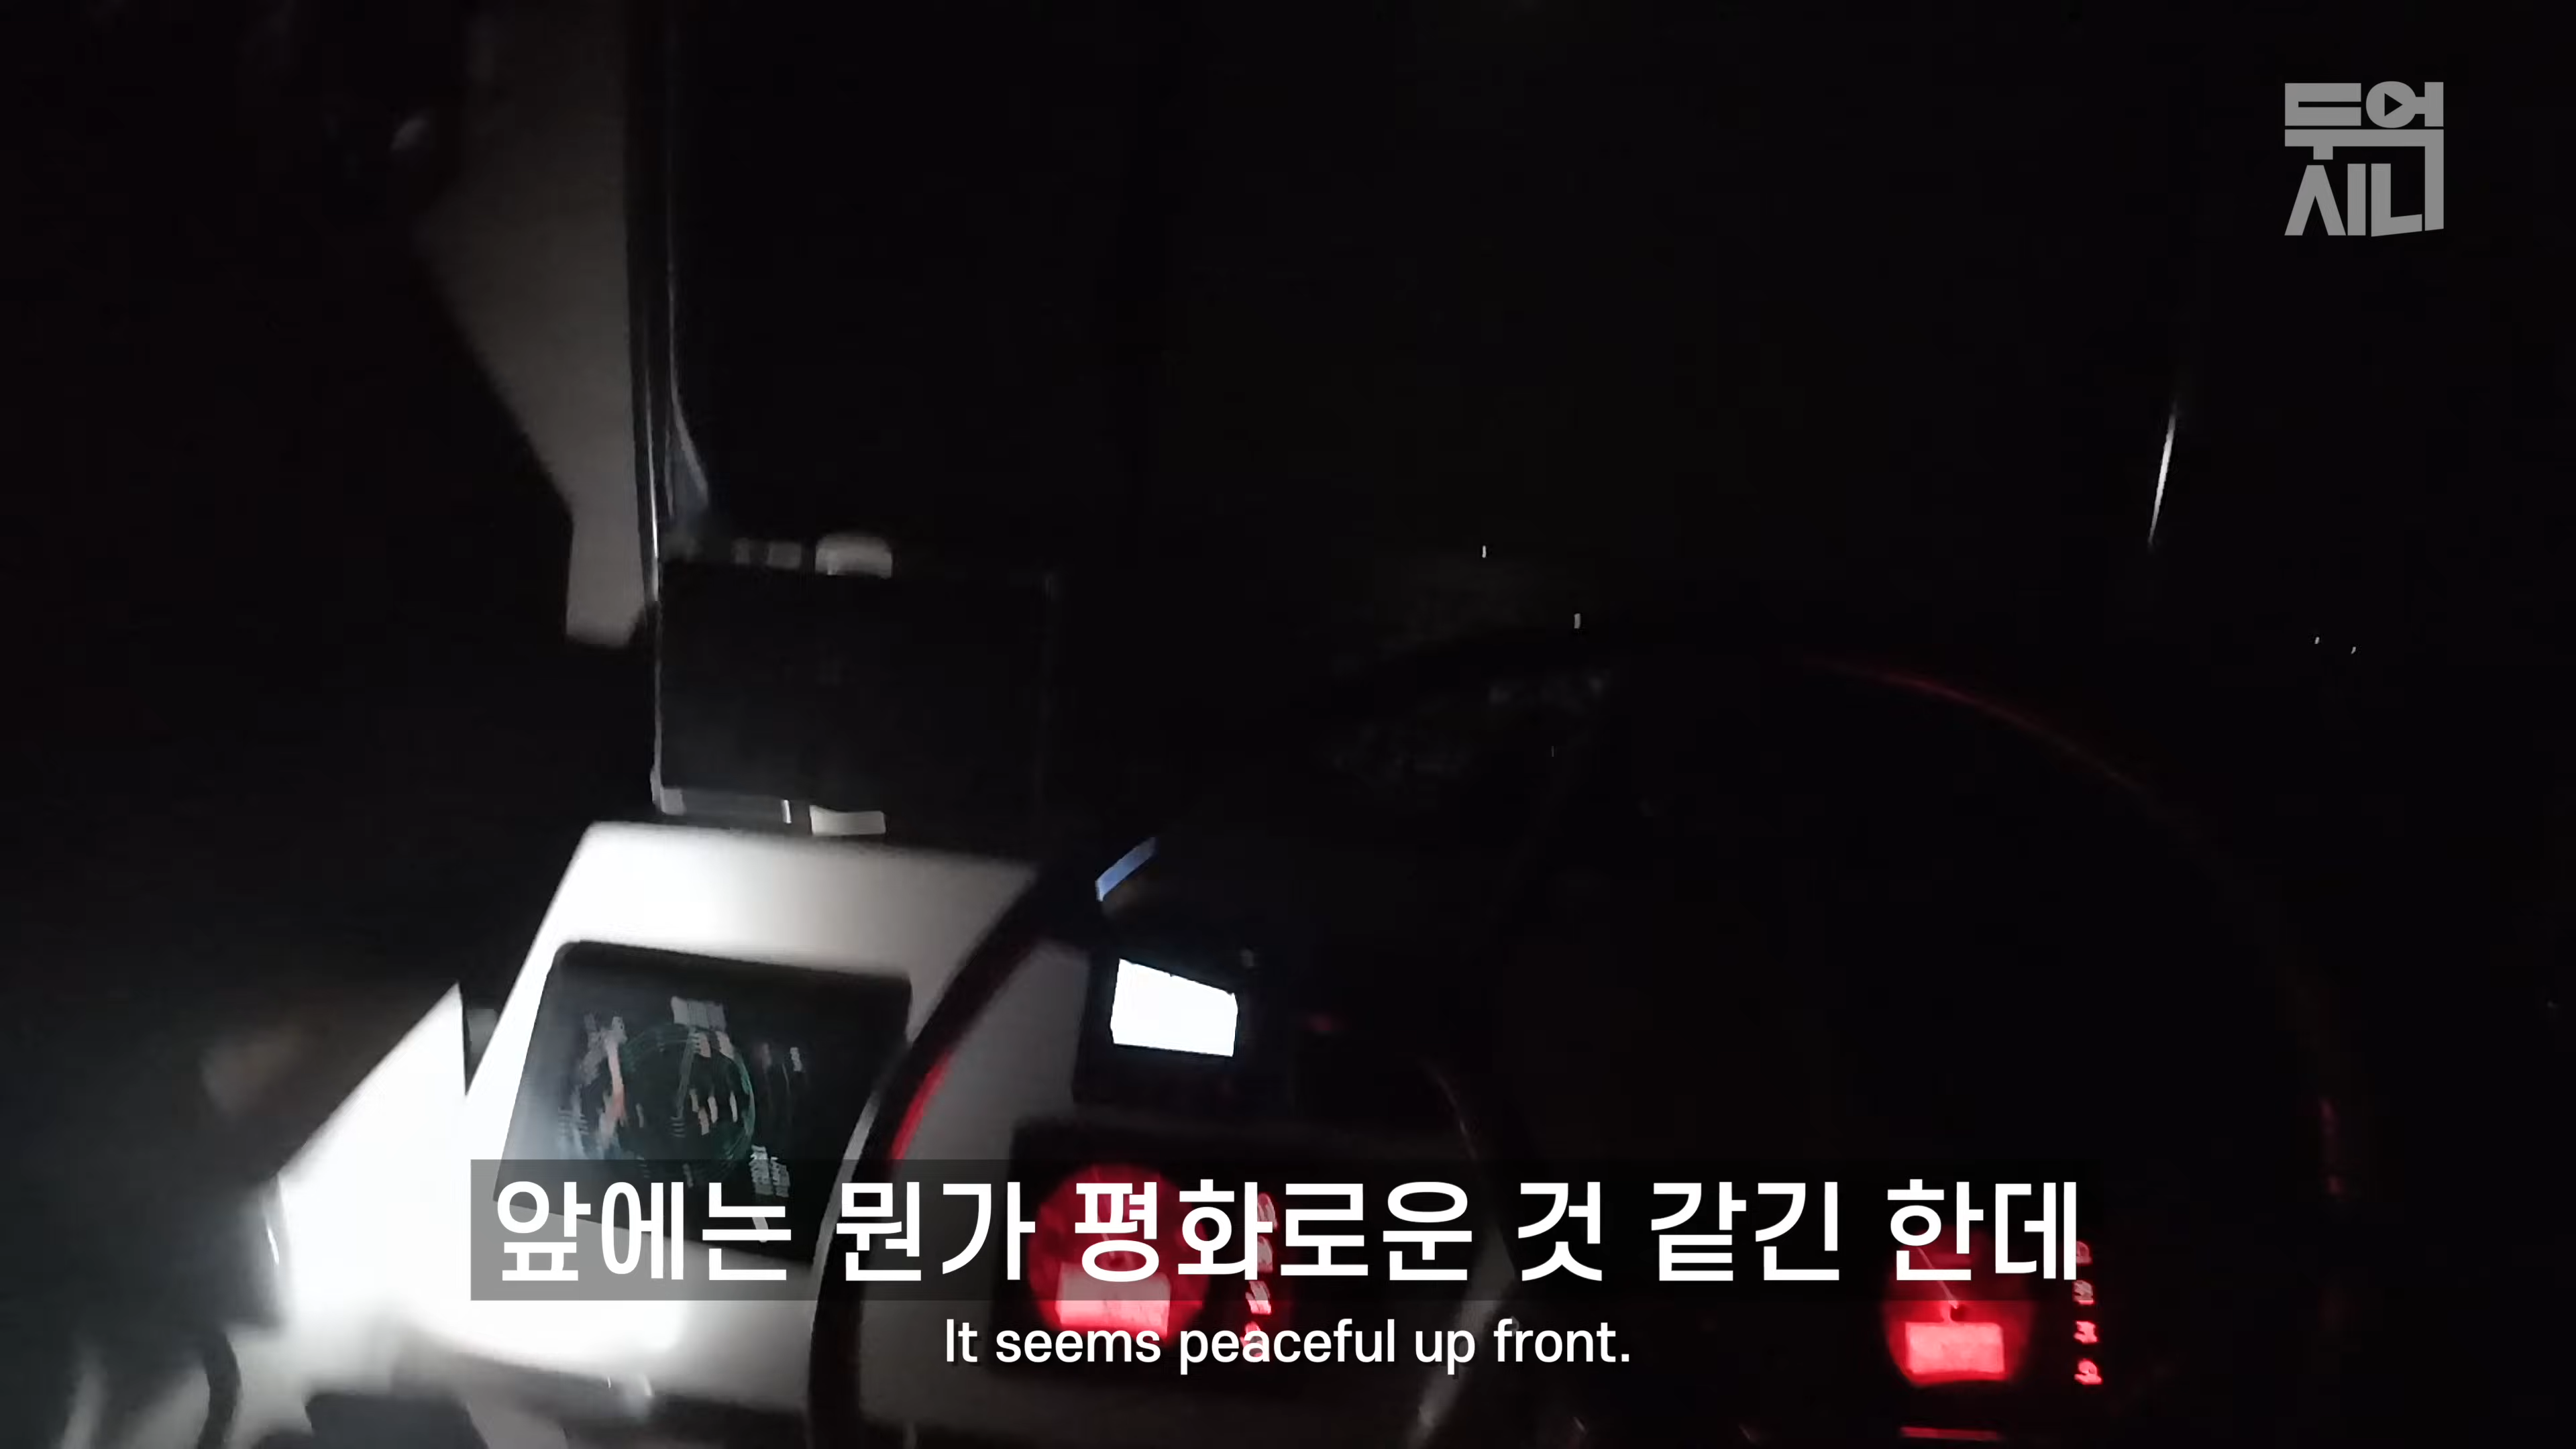 투어
시니
앞에는 뭔가 평화로운 것 같긴 한데
It seems peaceful up front.